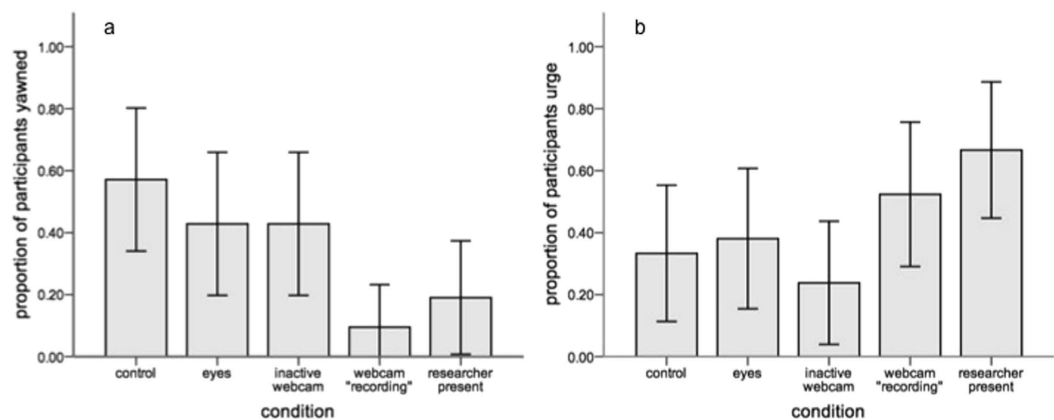 a
proportion of participants yawned
1.00
0.80
0.60
0.40
0.20
0.00
control
eyes
inactive
webcam
webcam
"recording"
researcher
present
condition
b
proportion of participants urge
1.00
0.80
0.60
0.40
0.20
0.00
control
eyes
inactive
webcam
webcam
"recording"
researcher
present
condition